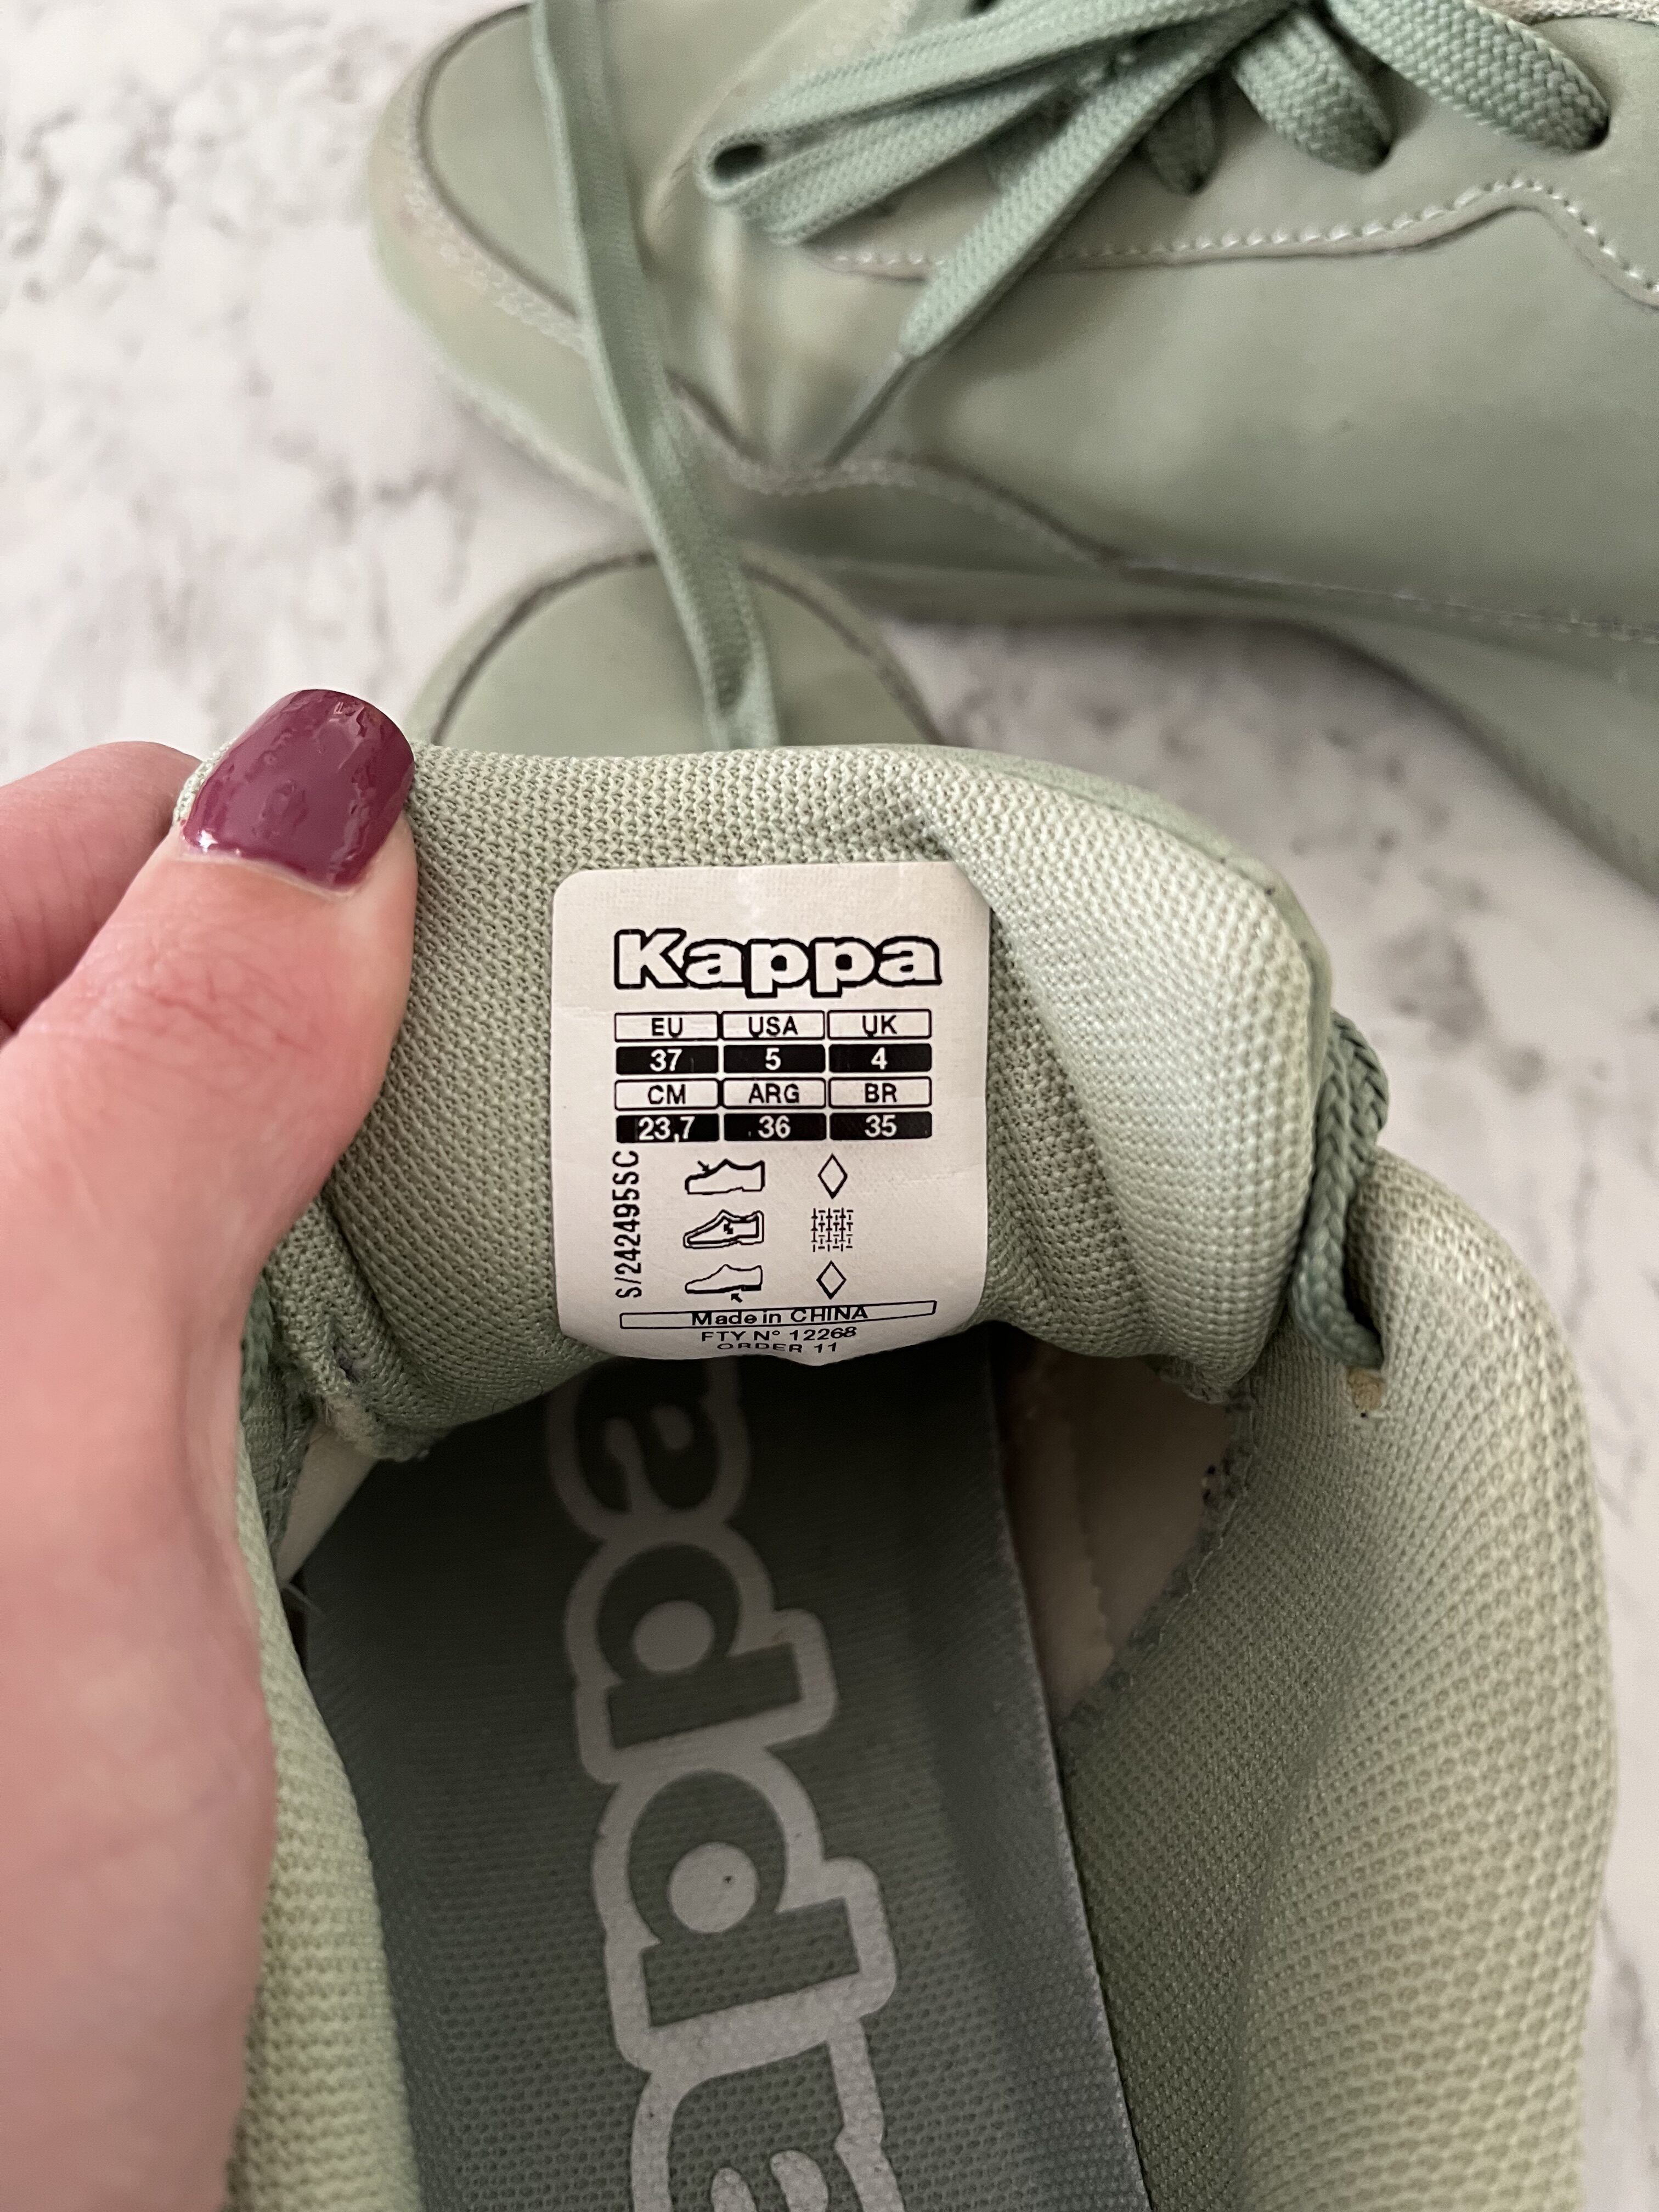 Kappa
EU USA UK
37 5 4
CM ARG BR
23,7 36 35
S/242495SC
Made in CHINA
FTY N° 12268
ORDER 11
Kappa